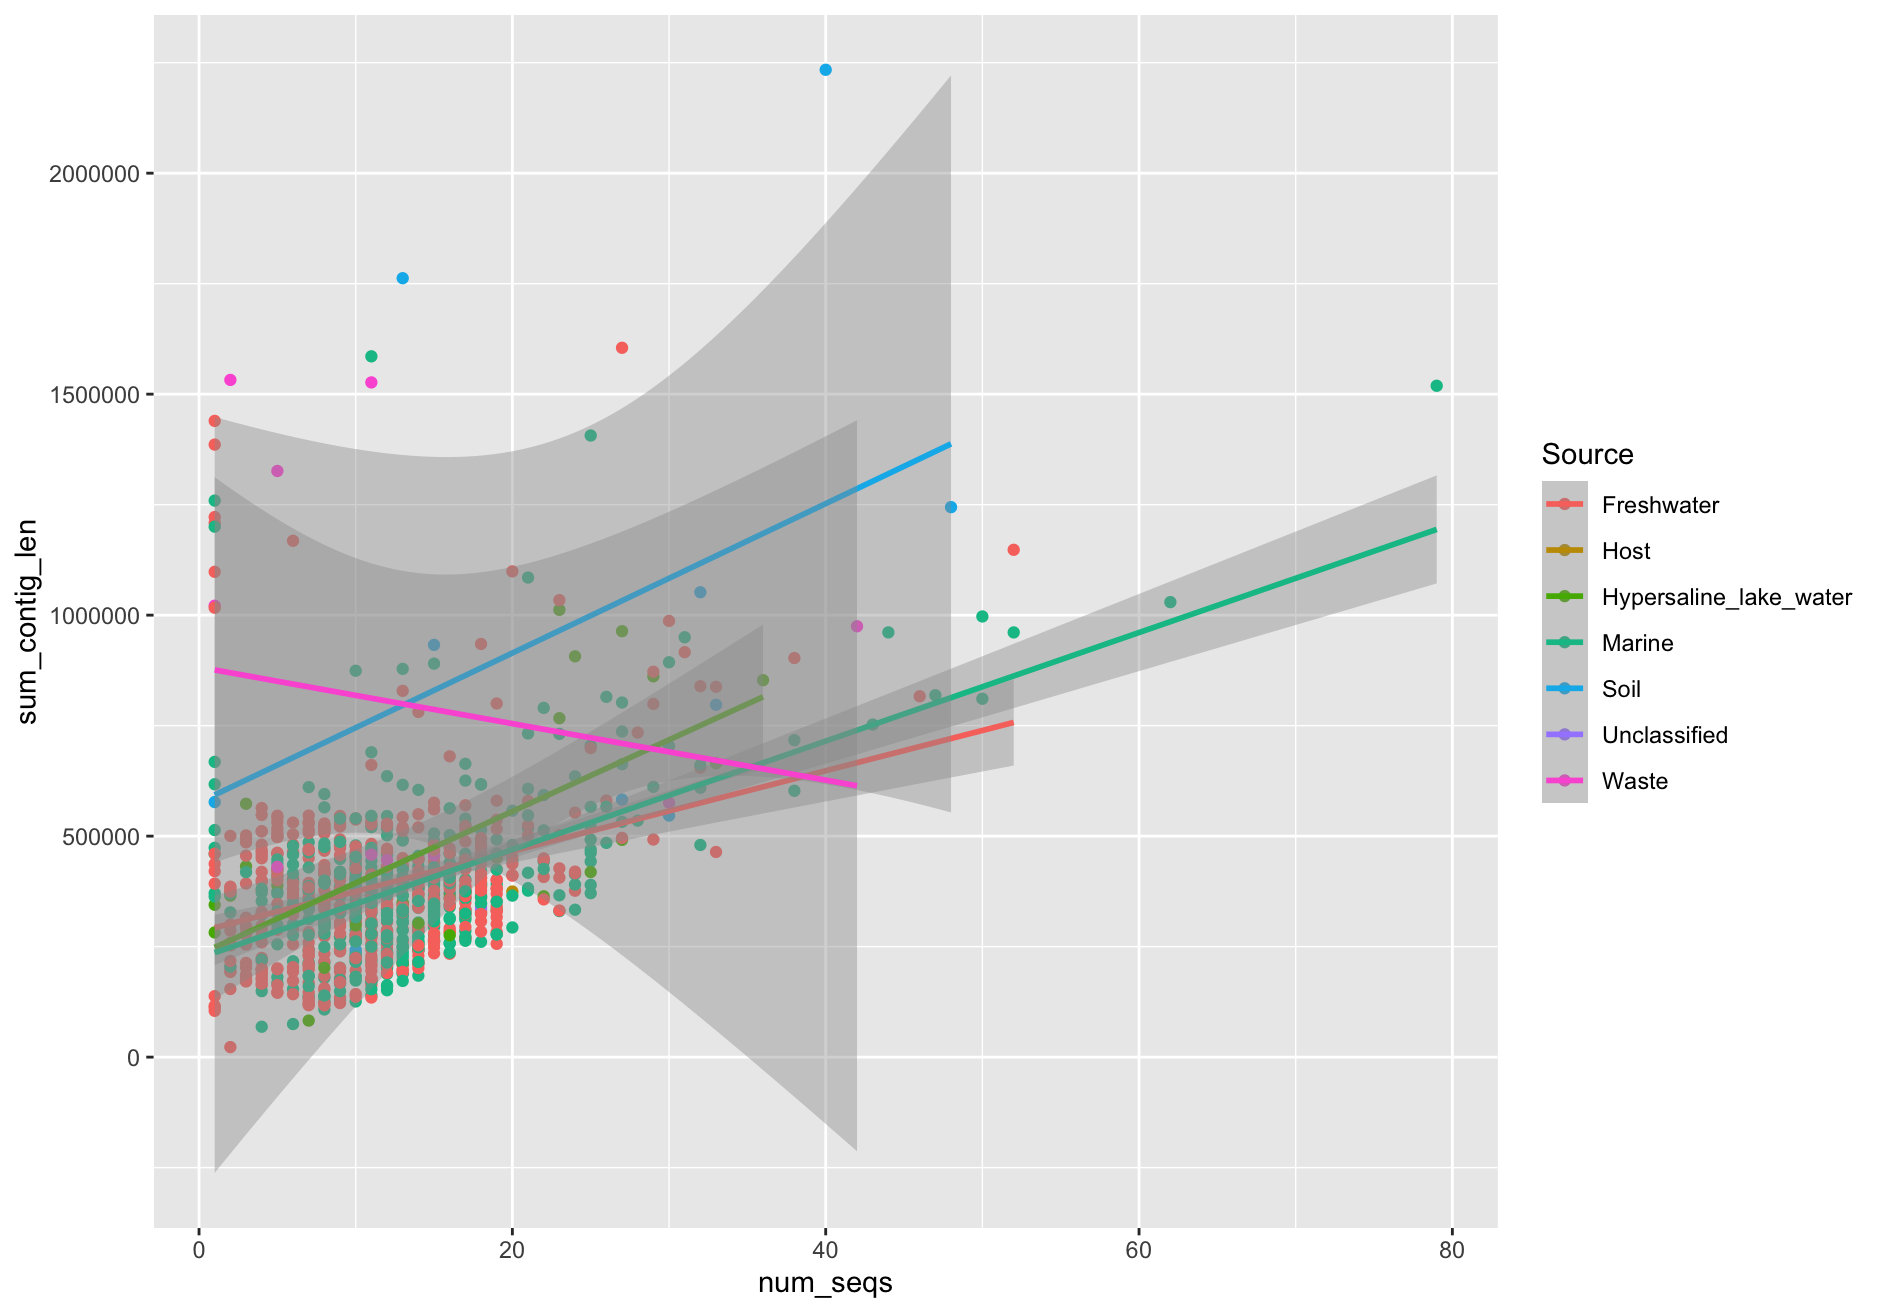 2000000
1500000
1000000
500000
0
sum_contig_len
0 20 40 60 80
num_seqs
Source
Freshwater
Host
Hypersaline_lake_water
Marine
Soil
Unclassified
Waste